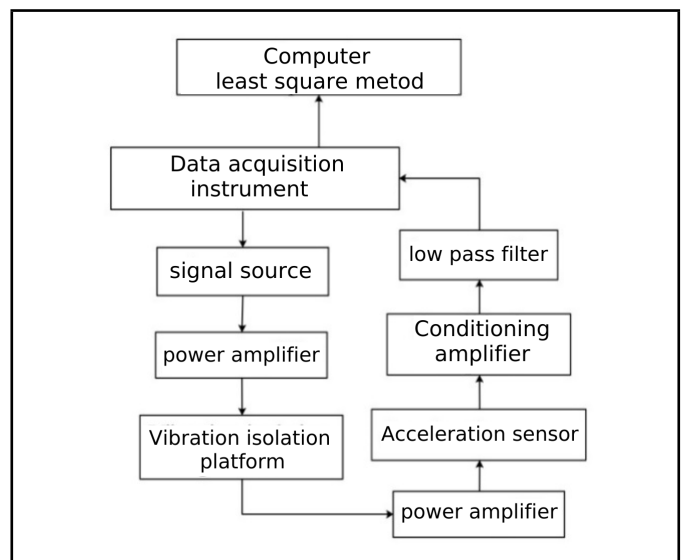 Computer
least square metod
Data acquisition
instrument
signal source
low pass filter
power amplifier
Conditioning
amplifier
Vibration isolation
platform
Acceleration sensor
power amplifier